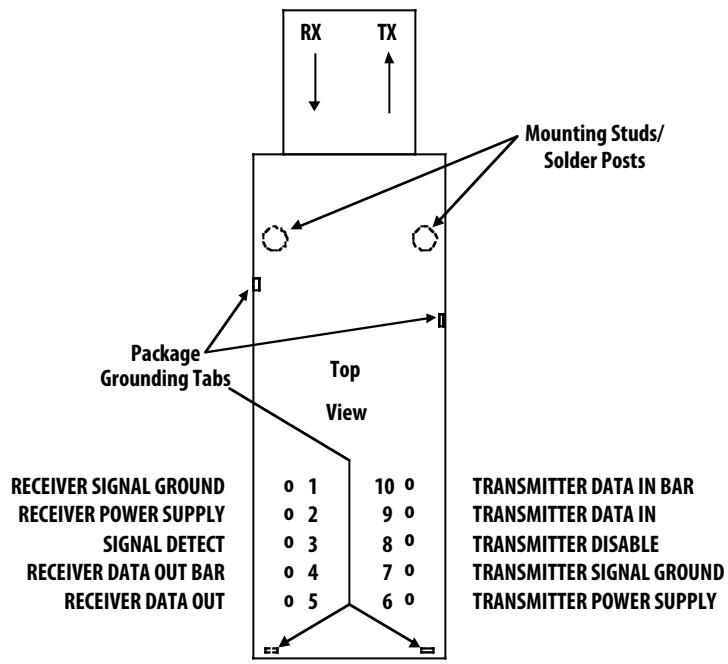 RX TX
Mounting Studs/
Solder Posts
Package
Grounding Tabs
Top
View
RECEIVER SIGNAL GROUND o 1 10 o TRANSMITTER DATA IN BAR
RECEIVER POWER SUPPLY o 2 9 o TRANSMITTER DATA IN
SIGNAL DETECT o 3 8 o TRANSMITTER DISABLE
RECEIVER DATA OUT BAR o 4 7 o TRANSMITTER SIGNAL GROUND
RECEIVER DATA OUT o 5 6 o TRANSMITTER POWER SUPPLY